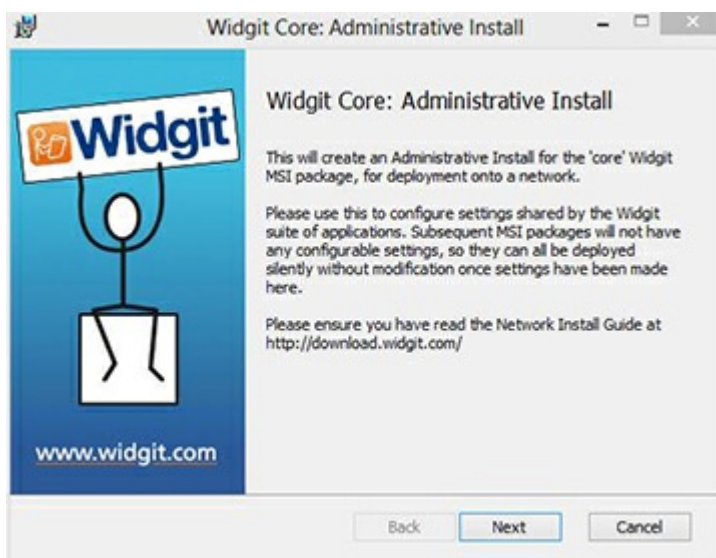 Widgit Core: Administrative Install
Widgit
Widgit Core: Administrative Install
This will create an Administrative Install for the 'core' Widgit
MSI package, for deployment onto a network.
Please use this to configure settings shared by the Widgit
suite of applications. Subsequent MSI packages will not have
any configurable settings, so they can all be deployed
silently without modification once settings have been made
here.
Please ensure you have read the Network Install Guide at
http://download.widgit.com/
www.widgit.com
Back
Next
Cancel